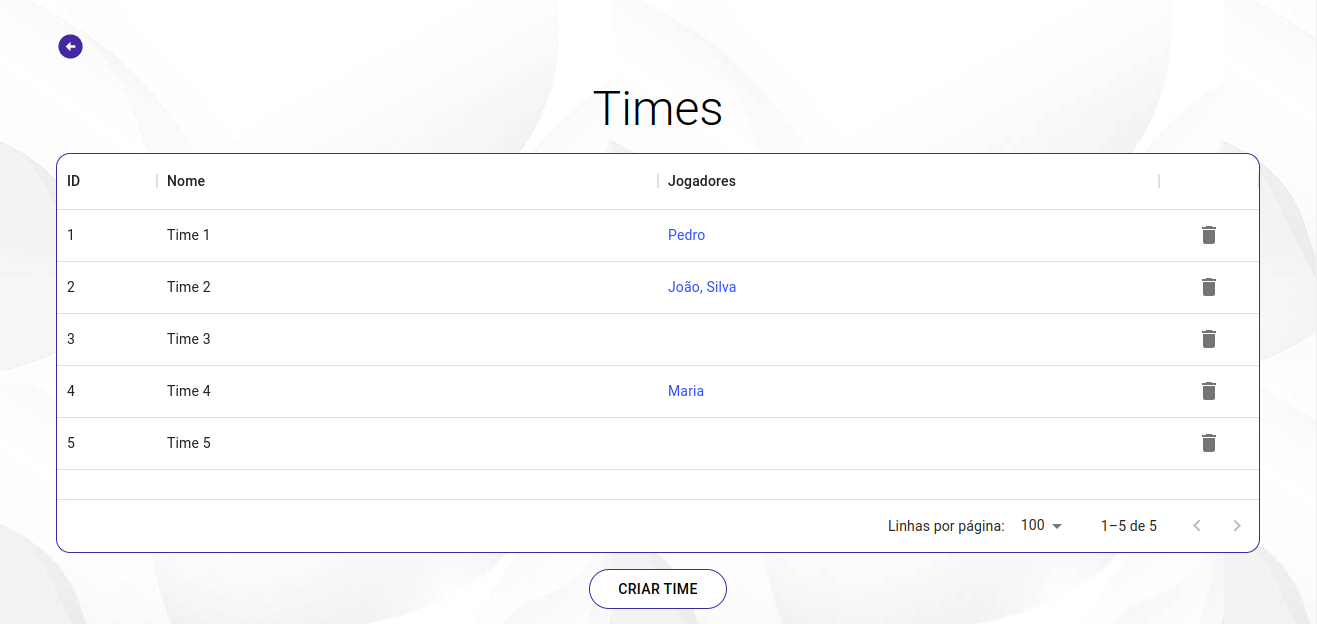 Times
ID Nome Jogadores
1 Time 1 Pedro
2 Time 2 João, Silva
3 Time 3
4 Time 4 Maria
5 Time 5
Linhas por página: 100 1–5 de 5
CRIAR TIME